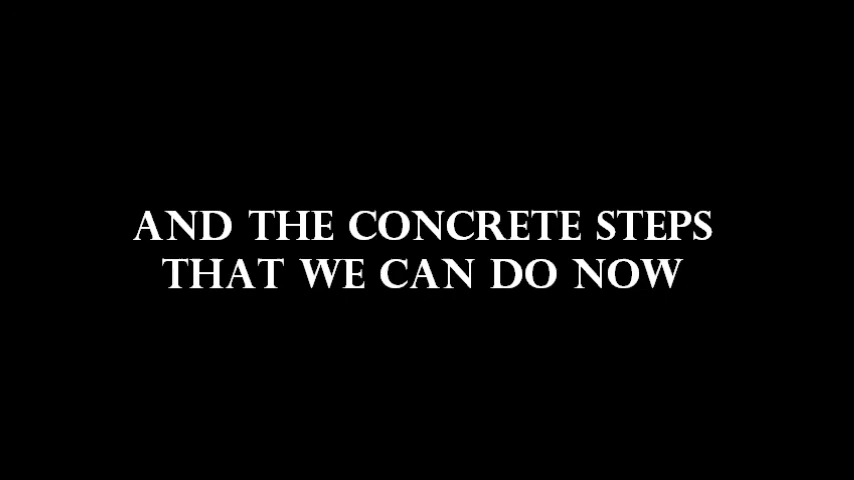 AND THE CONCRETE STEPS
THAT WE CAN DO NOW